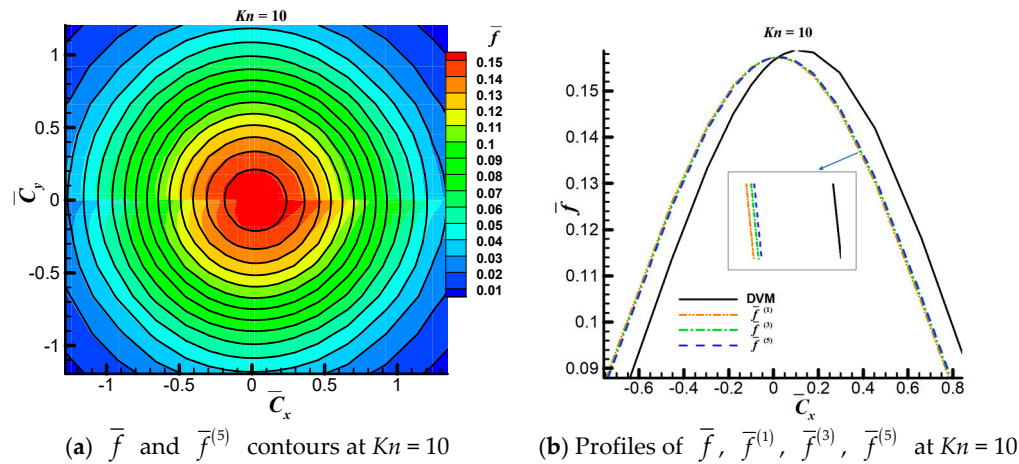 Kn = 10
f̅
1
0.5
0
-0.5
-1
C̅y
-1 -0.5 0 0.5 1
C̅x
0.15
0.14
0.13
0.12
0.11
0.1
0.09
0.08
0.07
0.06
0.05
0.04
0.03
0.02
0.01
(a) f̅ and f̅⁽⁵⁾ contours at Kn = 10
Kn = 10
0.15
0.14
0.13
0.12
0.11
0.1
0.09
f̅
DVM
f̅⁽¹⁾
f̅⁽³⁾
f̅⁽⁵⁾
-0.6 -0.4 -0.2 0 0.2 0.4 0.6 0.8
C̅x
(b) Profiles of f̅, f̅⁽¹⁾, f̅⁽³⁾, f̅⁽⁵⁾ at Kn = 10